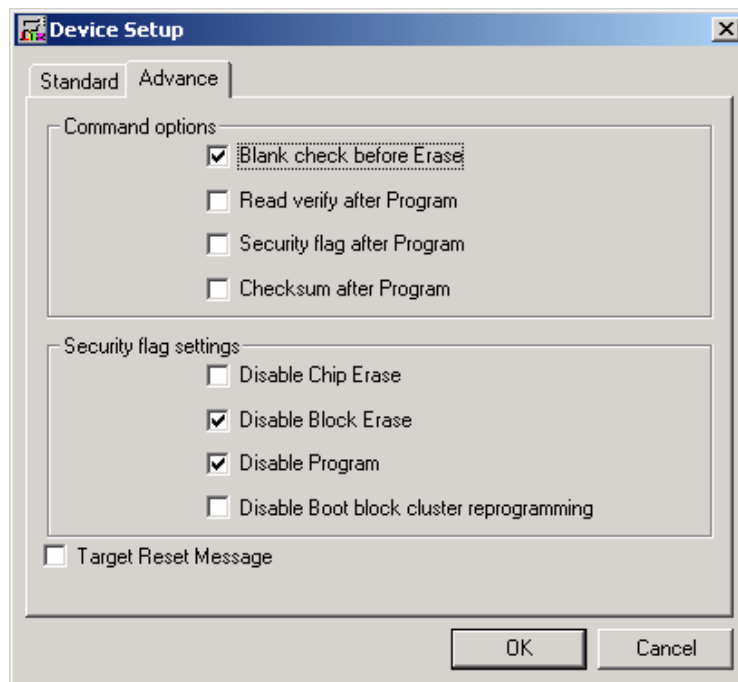 Device Setup
Standard
Advance
Command options
Blank check before Erase
Read verify after Program
Security flag after Program
Checksum after Program
Security flag settings
Disable Chip Erase
Disable Block Erase
Disable Program
Disable Boot block cluster reprogramming
Target Reset Message
OK
Cancel